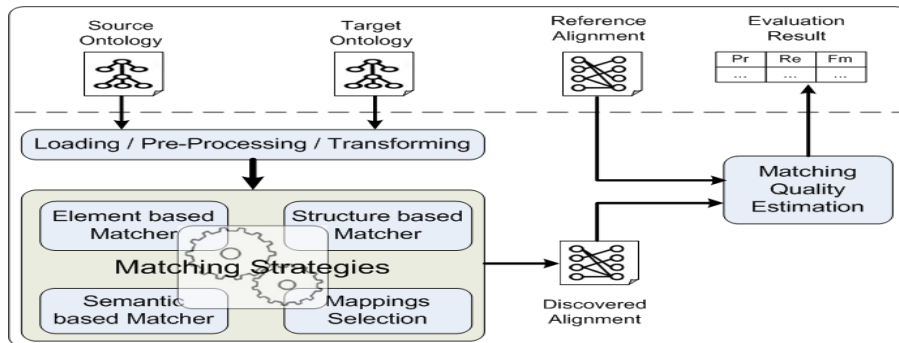 Source
Ontology
Target
Ontology
Reference
Alignment
Evaluation
Result
Pr Re Fm
... ... ...
Loading / Pre-Processing / Transforming
Matching
Quality
Estimation
Element based
Matcher
Structure based
Matcher
Matching Strategies
Semantic
based Matcher
Mappings
Selection
Discovered
Alignment